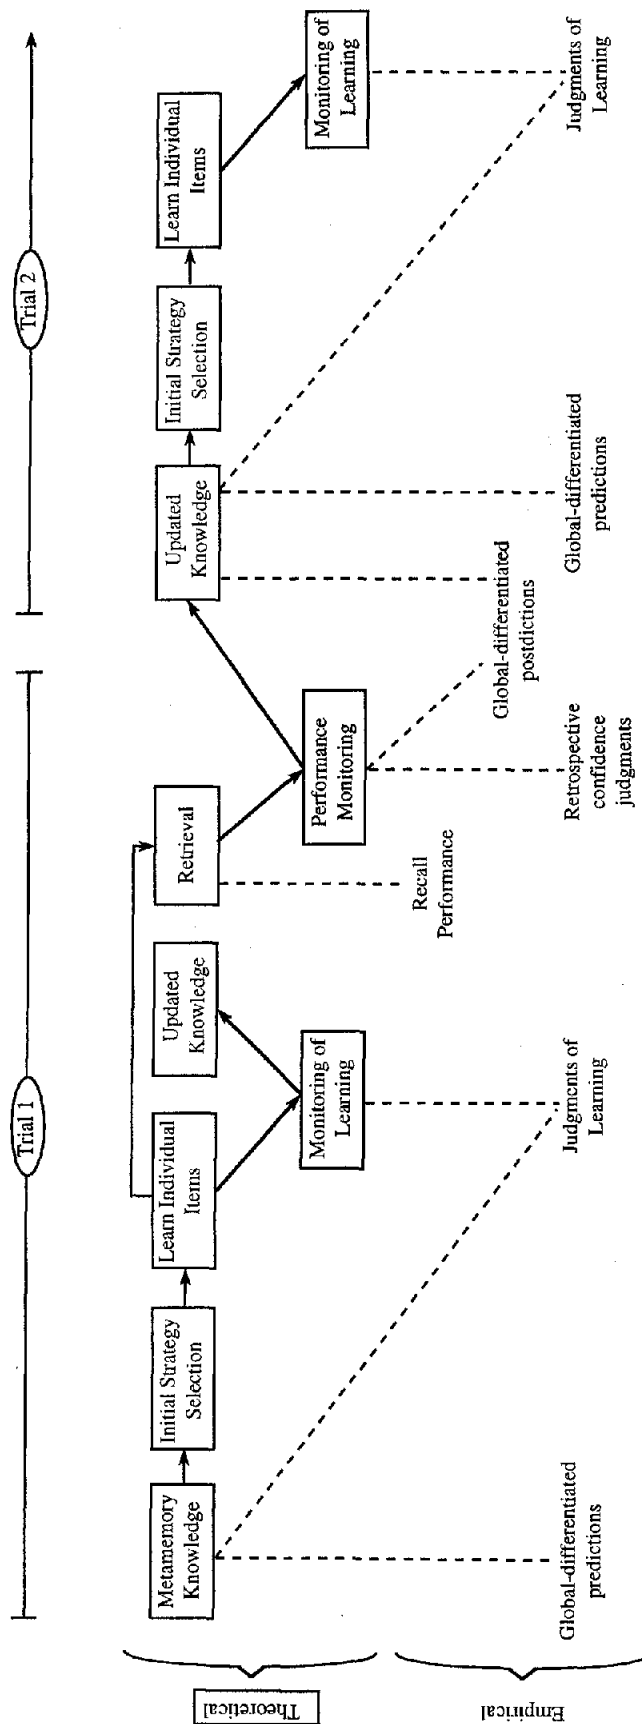 Trial 1
Trial 2
Theoretical
Metamemory
Knowledge
Initial Strategy
Selection
Learn Individual
Items
Monitoring of
Learning
Updated
Knowledge
Retrieval
Performance
Monitoring
Updated
Knowledge
Initial Strategy
Selection
Learn Individual
Items
Monitoring of
Learning
Empirical
Global-differentiated
predictions
Judgments of
Learning
Recall
Performance
Retrospective
confidence
judgments
Global-differentiated
postdictions
Global-differentiated
predictions
Judgments of
Learning